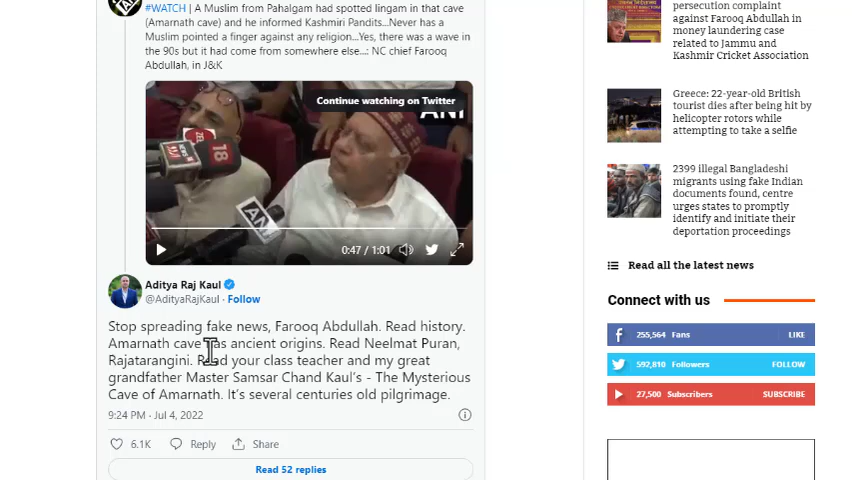 #WATCH | A Muslim from Pahalgam had spotted lingam in that cave
(Amarnath cave) and he informed Kashmiri Pandits...Never has a
Muslim pointed a finger against any religion...Yes, there was a wave in
the 90s but it had come from somewhere else...: NC chief Farooq
Abdullah, in J&K
Continue watching on Twitter
ANI
NEWS 18
ANI
0:47 / 1:01
Aditya Raj Kaul
@AdityaRajKaul · Follow
Stop spreading fake news, Farooq Abdullah. Read history.
Amarnath cave has ancient origins. Read Neelmat Puran,
Rajatarangini. Read your class teacher and my great
grandfather Master Samsar Chand Kaul's - The Mysterious
Cave of Amarnath. It's several centuries old pilgrimage.
9:24 PM · Jul 4, 2022
6.1K Reply Share
Read 52 replies
persecution complaint
against Farooq Abdullah in
money laundering case
related to Jammu and
Kashmir Cricket Association
Greece: 22-year-old British
tourist dies after being hit by
helicopter rotors while
attempting to take a selfie
2399 illegal Bangladeshi
migrants using fake Indian
documents found, centre
urges states to promptly
identify and initiate their
deportation proceedings
Read all the latest news
Connect with us
255,564 Fans LIKE
592,810 Followers FOLLOW
27,500 Subscribers SUBSCRIBE